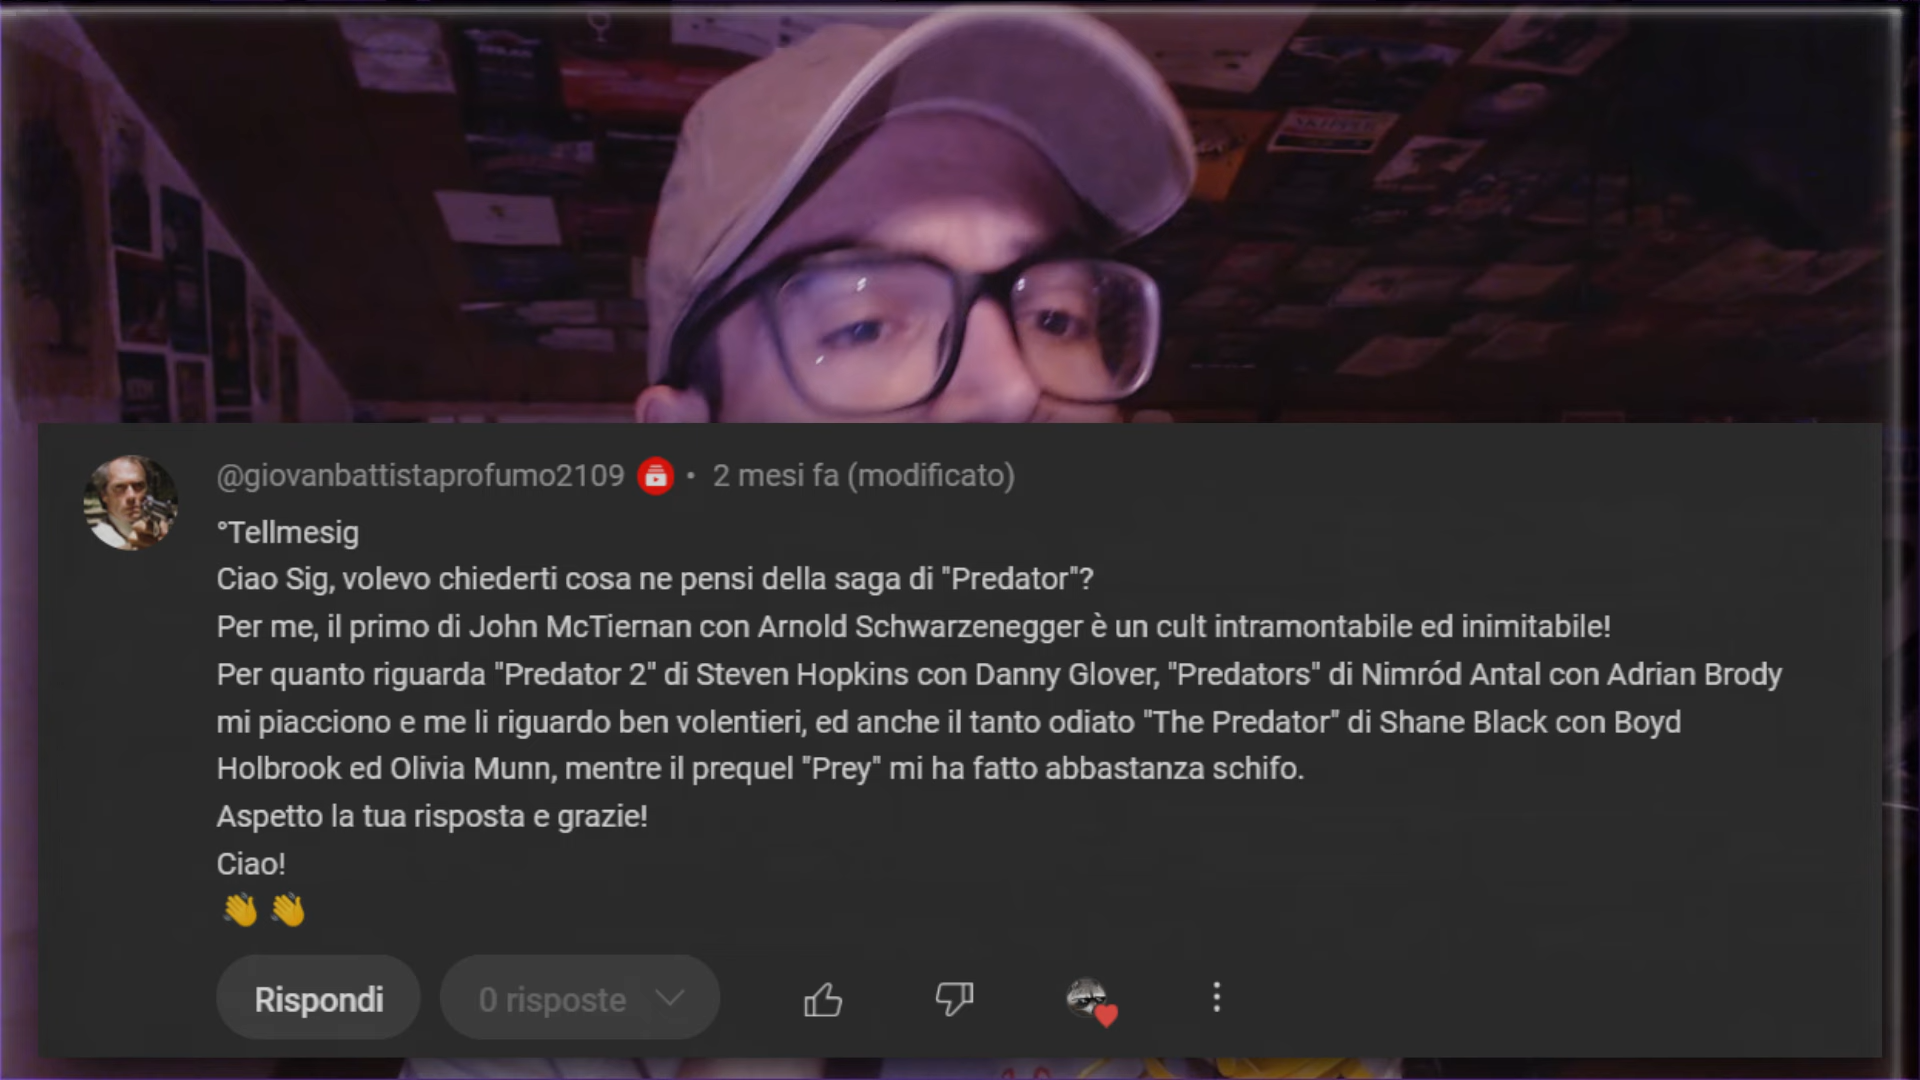 @giovanbattistaprofumo2109 • 2 mesi fa (modificato)
°Tellmesig
Ciao Sig, volevo chiederti cosa ne pensi della saga di "Predator"?
Per me, il primo di John McTiernan con Arnold Schwarzenegger è un cult intramontabile ed inimitabile!
Per quanto riguarda "Predator 2" di Steven Hopkins con Danny Glover, "Predators" di Nimród Antal con Adrian Brody
mi piacciono e me li riguardo ben volentieri, ed anche il tanto odiato "The Predator" di Shane Black con Boyd
Holbrook ed Olivia Munn, mentre il prequel "Prey" mi ha fatto abbastanza schifo.
Aspetto la tua risposta e grazie!
Ciao!
👋 👋
Rispondi 0 risposte